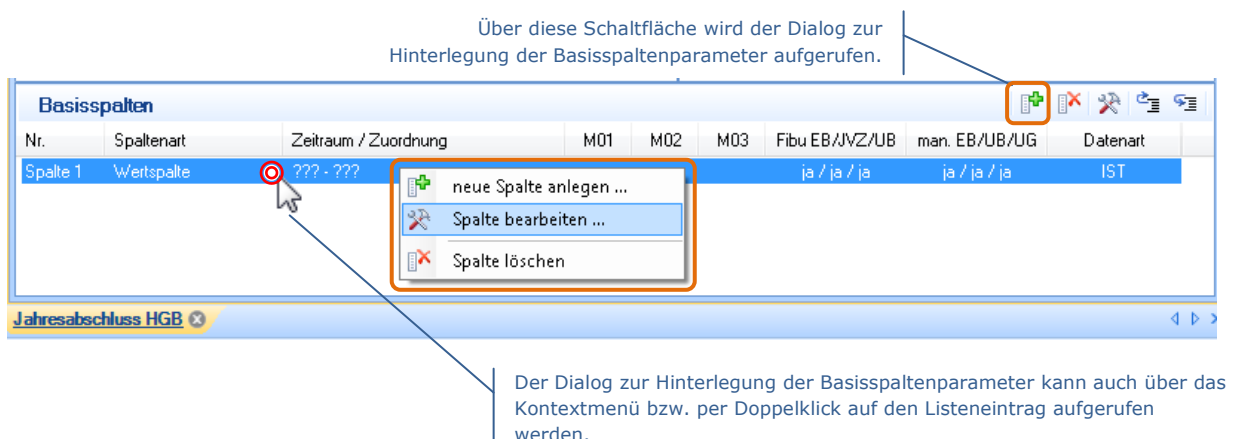 Über diese Schaltfläche wird der Dialog zur
Hinterlegung der Basisspaltenparameter aufgerufen.
Basisspalten
Nr. Spaltenart Zeitraum / Zuordnung M01 M02 M03 Fibu EB/JVZ/UB man. EB/UB/UG Datenart
Spalte 1 Wertspalte ??? - ??? ja / ja / ja ja / ja / ja IST
neue Spalte anlegen ...
Spalte bearbeiten ...
Spalte löschen
Jahresabschluss HGB
Der Dialog zur Hinterlegung der Basisspaltenparameter kann auch über das
Kontextmenü bzw. per Doppelklick auf den Listeneintrag aufgerufen
werden.